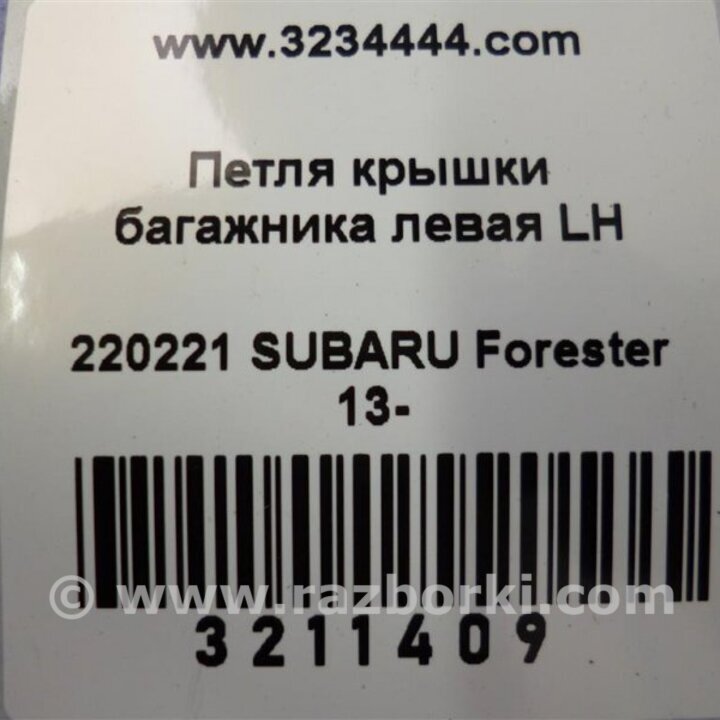 www.3234444.com
Петля крышки
багажника левая LH
220221 SUBARU Forester
13-
© www.razborki.com
3211409